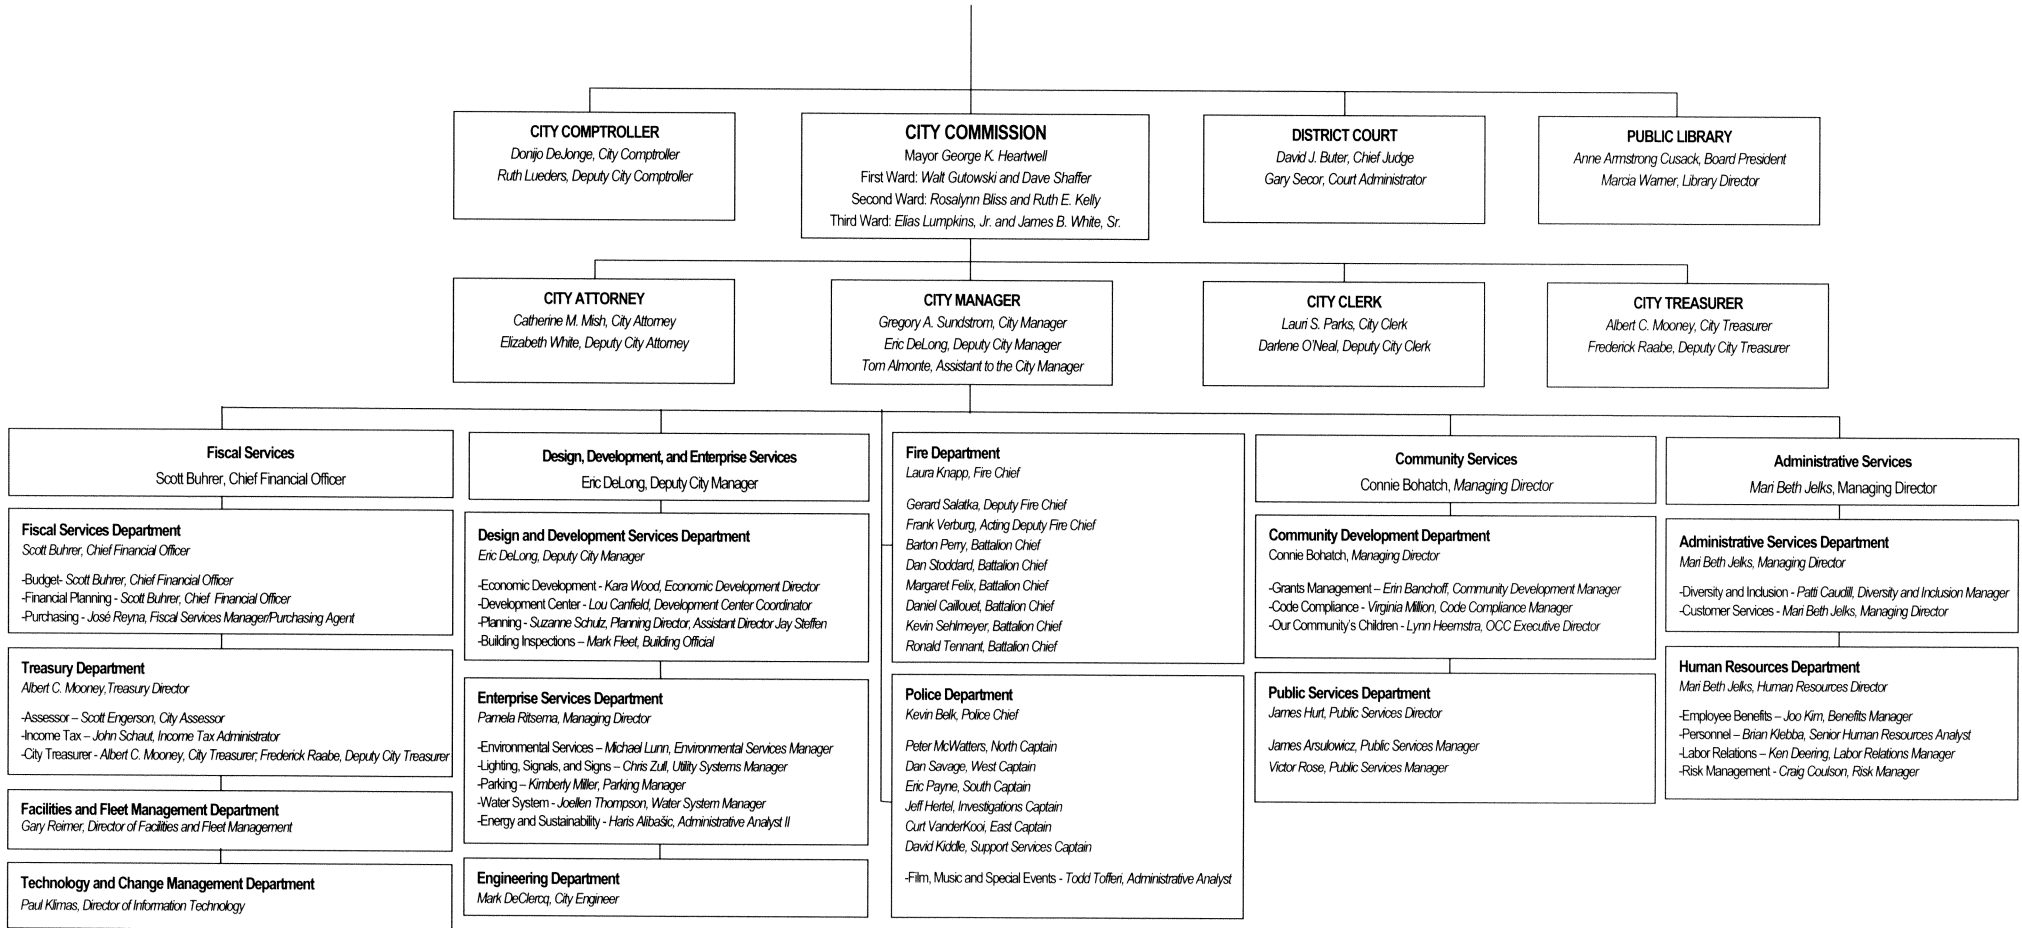 CITY COMPTROLLER
Donijo DeJonge, City Comptroller
Ruth Lueders, Deputy City Comptroller
CITY COMMISSION
Mayor George K. Heartwell
First Ward: Walt Gutowski and Dave Shaffer
Second Ward: Rosalynn Bliss and Ruth E. Kelly
Third Ward: Elias Lumpkins, Jr. and James B. White, Sr.
DISTRICT COURT
David J. Buter, Chief Judge
Gary Secor, Court Administrator
PUBLIC LIBRARY
Anne Armstrong Cusack, Board President
Marcia Warner, Library Director
CITY ATTORNEY
Catherine M. Mish, City Attorney
Elizabeth White, Deputy City Attorney
CITY MANAGER
Gregory A. Sundstrom, City Manager
Eric DeLong, Deputy City Manager
Tom Almonte, Assistant to the City Manager
CITY CLERK
Lauri S. Parks, City Clerk
Darlene O'Neal, Deputy City Clerk
CITY TREASURER
Albert C. Mooney, City Treasurer
Frederick Raabe, Deputy City Treasurer
Fiscal Services
Scott Buhrer, Chief Financial Officer
Fiscal Services Department
Scott Buhrer, Chief Financial Officer
-Budget- Scott Buhrer, Chief Financial Officer
-Financial Planning - Scott Buhrer, Chief Financial Officer
-Purchasing - José Reyna, Fiscal Services Manager/Purchasing Agent
Treasury Department
Albert C. Mooney, Treasury Director
-Assessor – Scott Engerson, City Assessor
-Income Tax – John Schaut, Income Tax Administrator
-City Treasurer - Albert C. Mooney, City Treasurer; Frederick Raabe, Deputy City Treasurer
Facilities and Fleet Management Department
Gary Reimer, Director of Facilities and Fleet Management
Technology and Change Management Department
Paul Klimas, Director of Information Technology
Design, Development, and Enterprise Services
Eric DeLong, Deputy City Manager
Design and Development Services Department
Eric DeLong, Deputy City Manager
-Economic Development - Kara Wood, Economic Development Director
-Development Center - Lou Canfield, Development Center Coordinator
-Planning - Suzanne Schulz, Planning Director, Assistant Director Jay Steffen
-Building Inspections – Mark Fleet, Building Official
Enterprise Services Department
Pamela Ritsema, Managing Director
-Environmental Services – Michael Lunn, Environmental Services Manager
-Lighting, Signals, and Signs – Chris Zull, Utility Systems Manager
-Parking – Kimberly Miller, Parking Manager
-Water System - Joellen Thompson, Water System Manager
-Energy and Sustainability - Haris Alibašic, Administrative Analyst II
Engineering Department
Mark DeClercq, City Engineer
Fire Department
Laura Knapp, Fire Chief
Gerard Salatka, Deputy Fire Chief
Frank Verburg, Acting Deputy Fire Chief
Barton Perry, Battalion Chief
Dan Stoddard, Battalion Chief
Margaret Felix, Battalion Chief
Daniel Caillouet, Battalion Chief
Kevin Sehlmeyer, Battalion Chief
Ronald Tennant, Battalion Chief
Police Department
Kevin Belk, Police Chief
Peter McWatters, North Captain
Dan Savage, West Captain
Eric Payne, South Captain
Jeff Hertel, Investigations Captain
Curt VanderKooi, East Captain
David Kiddle, Support Services Captain
-Film, Music and Special Events - Todd Tofferi, Administrative Analyst
Community Services
Connie Bohatch, Managing Director
Community Development Department
Connie Bohatch, Managing Director
-Grants Management – Erin Banchoff, Community Development Manager
-Code Compliance - Virginia Million, Code Compliance Manager
-Our Community's Children - Lynn Heemstra, OCC Executive Director
Public Services Department
James Hurt, Public Services Director
James Arsulowicz, Public Services Manager
Victor Rose, Public Services Manager
Administrative Services
Mari Beth Jelks, Managing Director
Administrative Services Department
Mari Beth Jelks, Managing Director
-Diversity and Inclusion - Patti Caudill, Diversity and Inclusion Manager
-Customer Services - Mari Beth Jelks, Managing Director
Human Resources Department
Mari Beth Jelks, Human Resources Director
-Employee Benefits – Joo Kim, Benefits Manager
-Personnel – Brian Klebba, Senior Human Resources Analyst
-Labor Relations – Ken Deering, Labor Relations Manager
-Risk Management - Craig Coulson, Risk Manager